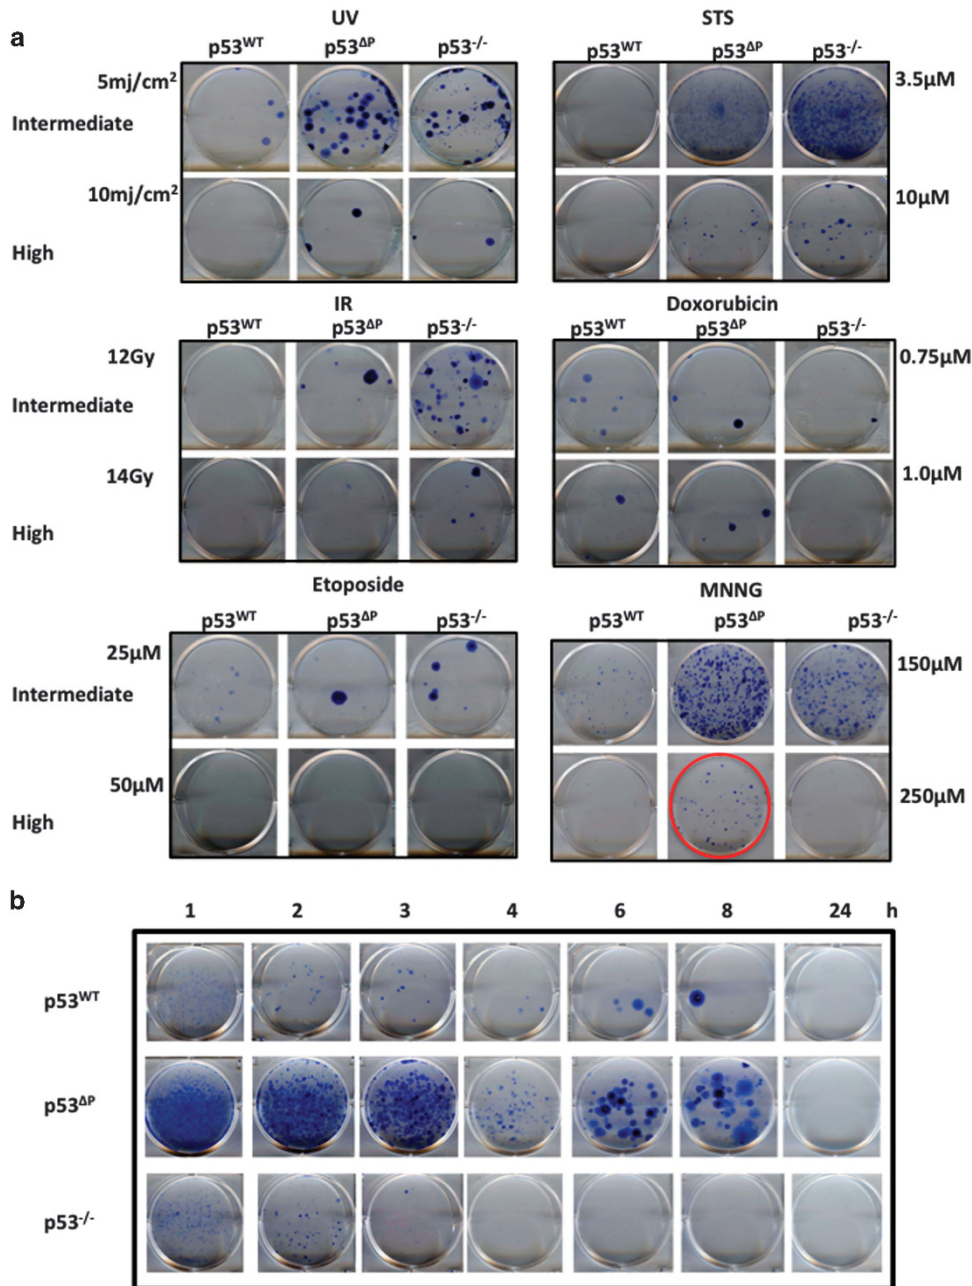 a
UV
p53WT p53ΔP p53-/-
5mj/cm2
Intermediate
10mj/cm2
High
STS
p53WT p53ΔP p53-/-
3.5μM
10μM
IR
p53WT p53ΔP p53-/-
12Gy
Intermediate
14Gy
High
Doxorubicin
p53WT p53ΔP p53-/-
0.75μM
1.0μM
Etoposide
p53WT p53ΔP p53-/-
25μM
Intermediate
50μM
High
MNNG
p53WT p53ΔP p53-/-
150μM
250μM
b
1 2 3 4 6 8 24 h
p53WT
p53ΔP
p53-/-